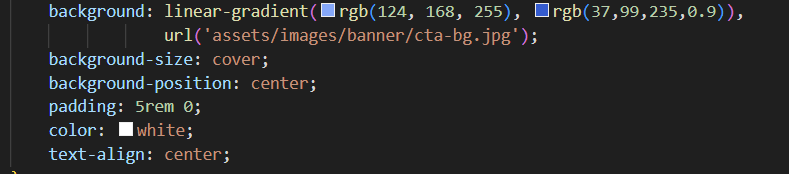 background: linear-gradient(rgb(124, 168, 255), rgb(37,99,235,0.9)),
url('assets/images/banner/cta-bg.jpg');
background-size: cover;
background-position: center;
padding: 5rem 0;
color: white;
text-align: center;